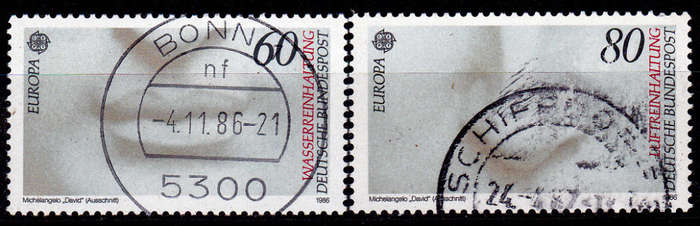 EUROPA
60
WASSERREINHALTUNG
DEUTSCHE BUNDESPOST
Michelangelo „David" (Ausschnitt)
1986
BONN
nf
-4.11.86-21
5300
EUROPA
80
LUFTREINHALTUNG
DEUTSCHE BUNDESPOST
Michelangelo „David" (Ausschnitt)
1986